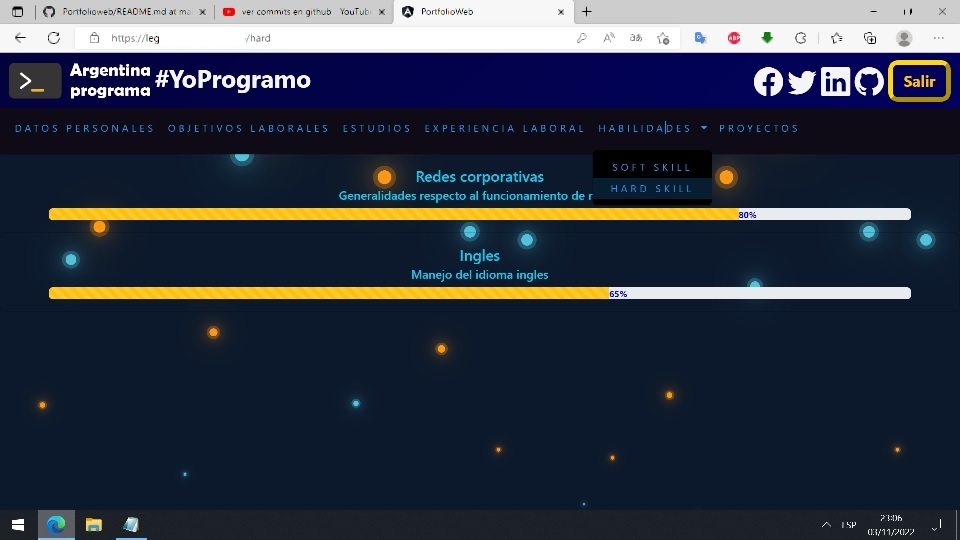 Portfolioweb/README.md at ma
ver commits en github - YouTube
PortfolioWeb
https://leg /hard
Argentina
programa
#YoProgramo
Salir
DATOS PERSONALES OBJETIVOS LABORALES ESTUDIOS EXPERIENCIA LABORAL HABILIDADES PROYECTOS
SOFT SKILL
HARD SKILL
Redes corporativas
Generalidades respecto al funcionamiento de
80%
Ingles
Manejo del idioma ingles
65%
ESP
23:06
03/11/2022